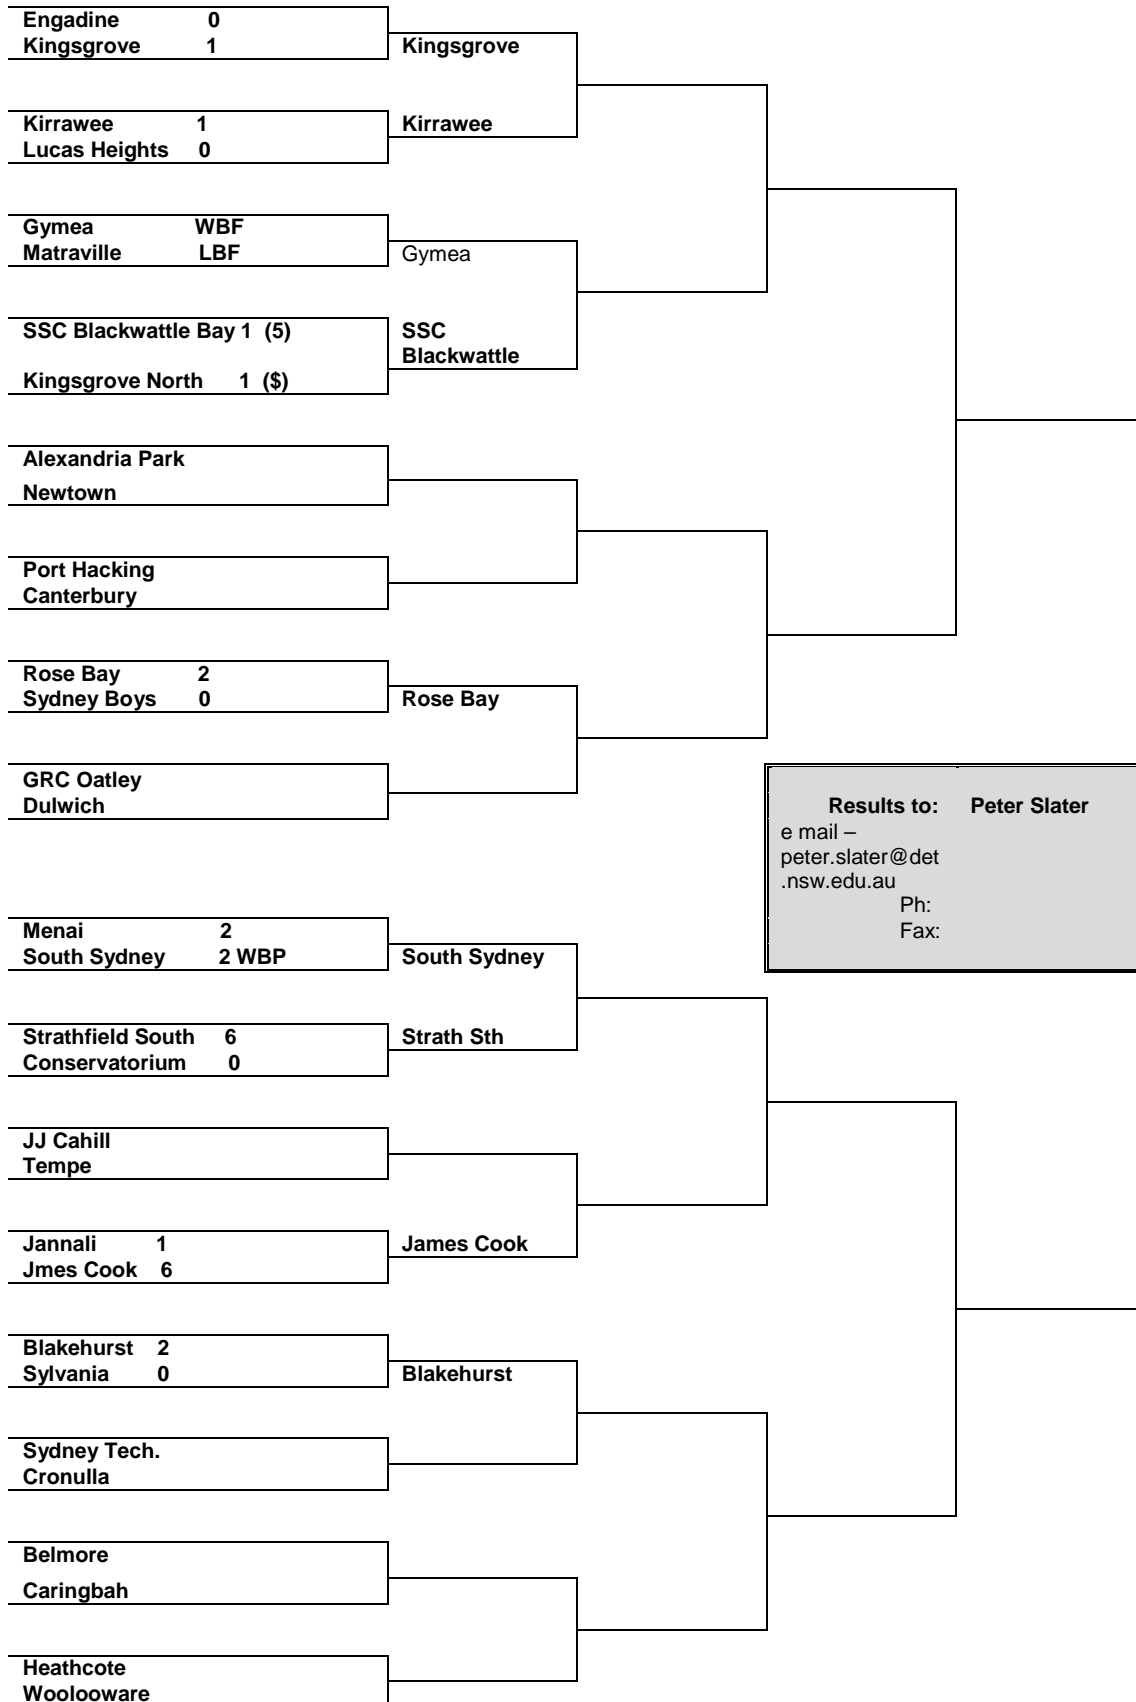 Engadine 0
Kingsgrove 1
Kingsgrove
Kirrawee 1
Lucas Heights 0
Kirrawee
Gymea WBF
Matraville LBF
Gymea
SSC Blackwattle Bay 1 (5)
Kingsgrove North 1 ($)
SSC
Blackwattle
Alexandria Park
Newtown
Port Hacking
Canterbury
Rose Bay 2
Sydney Boys 0
Rose Bay
GRC Oatley
Dulwich
Results to: Peter Slater
e mail –
peter.slater@det
.nsw.edu.au
Ph:
Fax:
Menai 2
South Sydney 2 WBP
South Sydney
Strathfield South 6
Conservatorium 0
Strath Sth
JJ Cahill
Tempe
Jannali 1
Jmes Cook 6
James Cook
Blakehurst 2
Sylvania 0
Blakehurst
Sydney Tech.
Cronulla
Belmore
Caringbah
Heathcote
Woolooware